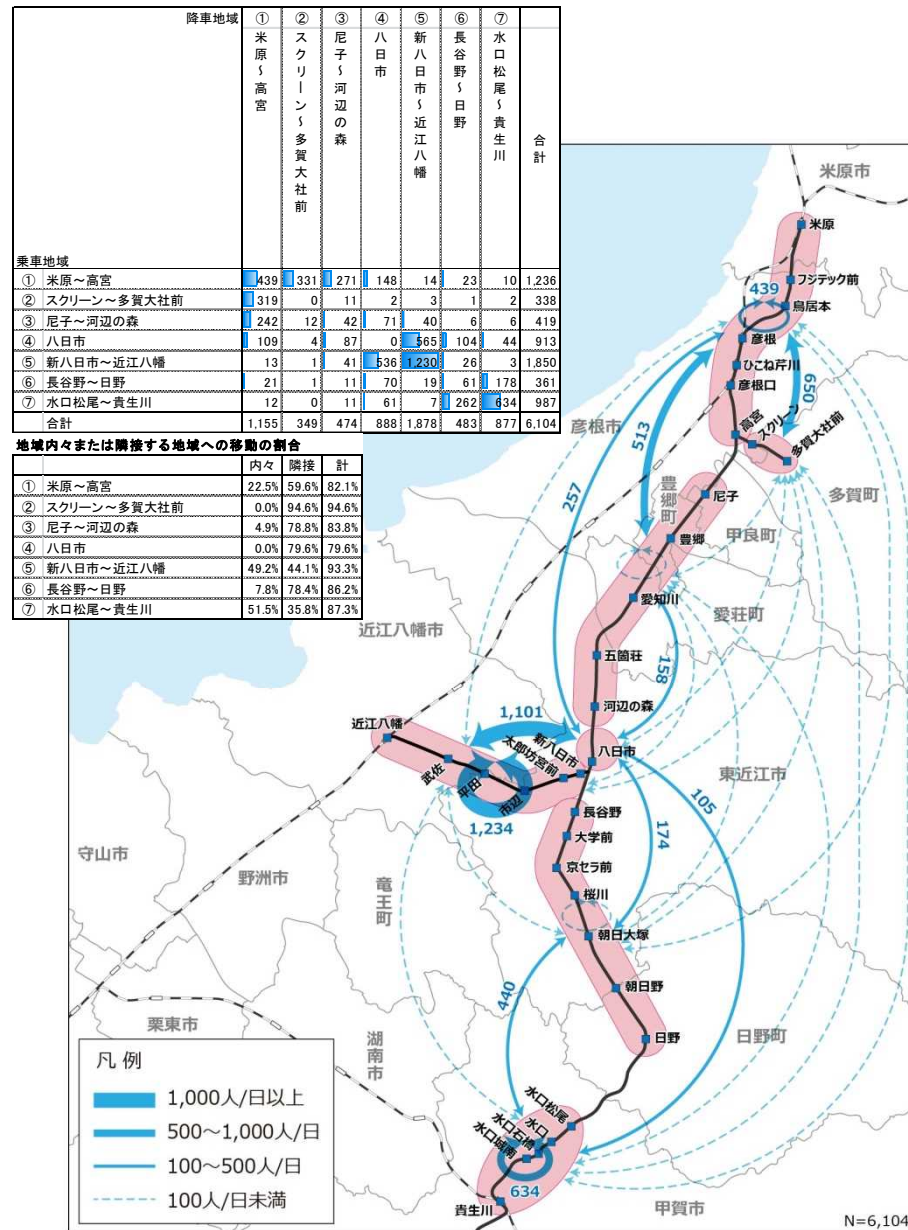 降車地域 ① ② ③ ④ ⑤ ⑥ ⑦
米原～高宮 スクリーン～多賀大社前 尼子～河辺の森 八日市 新八日市～近江八幡 長谷野～日野 水口松尾～貴生川 合計
乗車地域
① 米原～高宮 439 331 271 148 14 23 10 1,236
② スクリーン～多賀大社前 319 0 11 2 3 1 2 338
③ 尼子～河辺の森 242 12 42 71 40 6 6 419
④ 八日市 109 4 87 0 565 104 44 913
⑤ 新八日市～近江八幡 13 1 41 536 1,230 26 3 1,850
⑥ 長谷野～日野 21 1 11 70 19 61 178 361
⑦ 水口松尾～貴生川 12 0 11 61 7 262 634 987
合計 1,155 349 474 888 1,878 483 877 6,104
地域内々または隣接する地域への移動の割合
内々 隣接 計
① 米原～高宮 22.5% 59.6% 82.1%
② スクリーン～多賀大社前 0.0% 94.6% 94.6%
③ 尼子～河辺の森 4.9% 78.8% 83.8%
④ 八日市 0.0% 79.6% 79.6%
⑤ 新八日市～近江八幡 49.2% 44.1% 93.3%
⑥ 長谷野～日野 7.8% 78.4% 86.2%
⑦ 水口松尾～貴生川 51.5% 35.8% 87.3%
米原市
米原
フジテック前
439
鳥居本
彦根
ひこね芹川
彦根口
650
彦根市
高宮
スクリーン
多賀大社前
513
257
多賀町
尼子
豊郷町
甲良町
豊郷
愛知川
愛荘町
近江八幡市
五箇荘
158
河辺の森
近江八幡
1,101
新八日市
太郎坊宮前
八日市
武佐
平田
市辺
東近江市
1,234
長谷野
105
大学前
174
守山市
野洲市
京セラ前
竜王町
桜川
朝日大塚
440
朝日野
栗東市
湖南市
日野
日野町
水口松尾
水口
水口石橋
水口城南
634
貴生川
甲賀市
凡 例
1,000人/日以上
500～1,000人/日
100～500人/日
100人/日未満
N=6,104